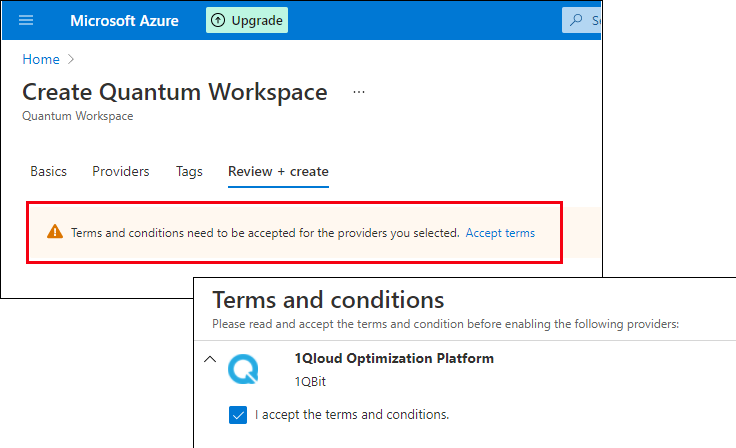 Microsoft Azure
Upgrade
Home
Create Quantum Workspace
Quantum Workspace
Basics
Providers
Tags
Review + create
Terms and conditions need to be accepted for the providers you selected. Accept terms
Terms and conditions
Please read and accept the terms and condition before enabling the following providers:
1Qloud Optimization Platform
1QBit
I accept the terms and conditions.